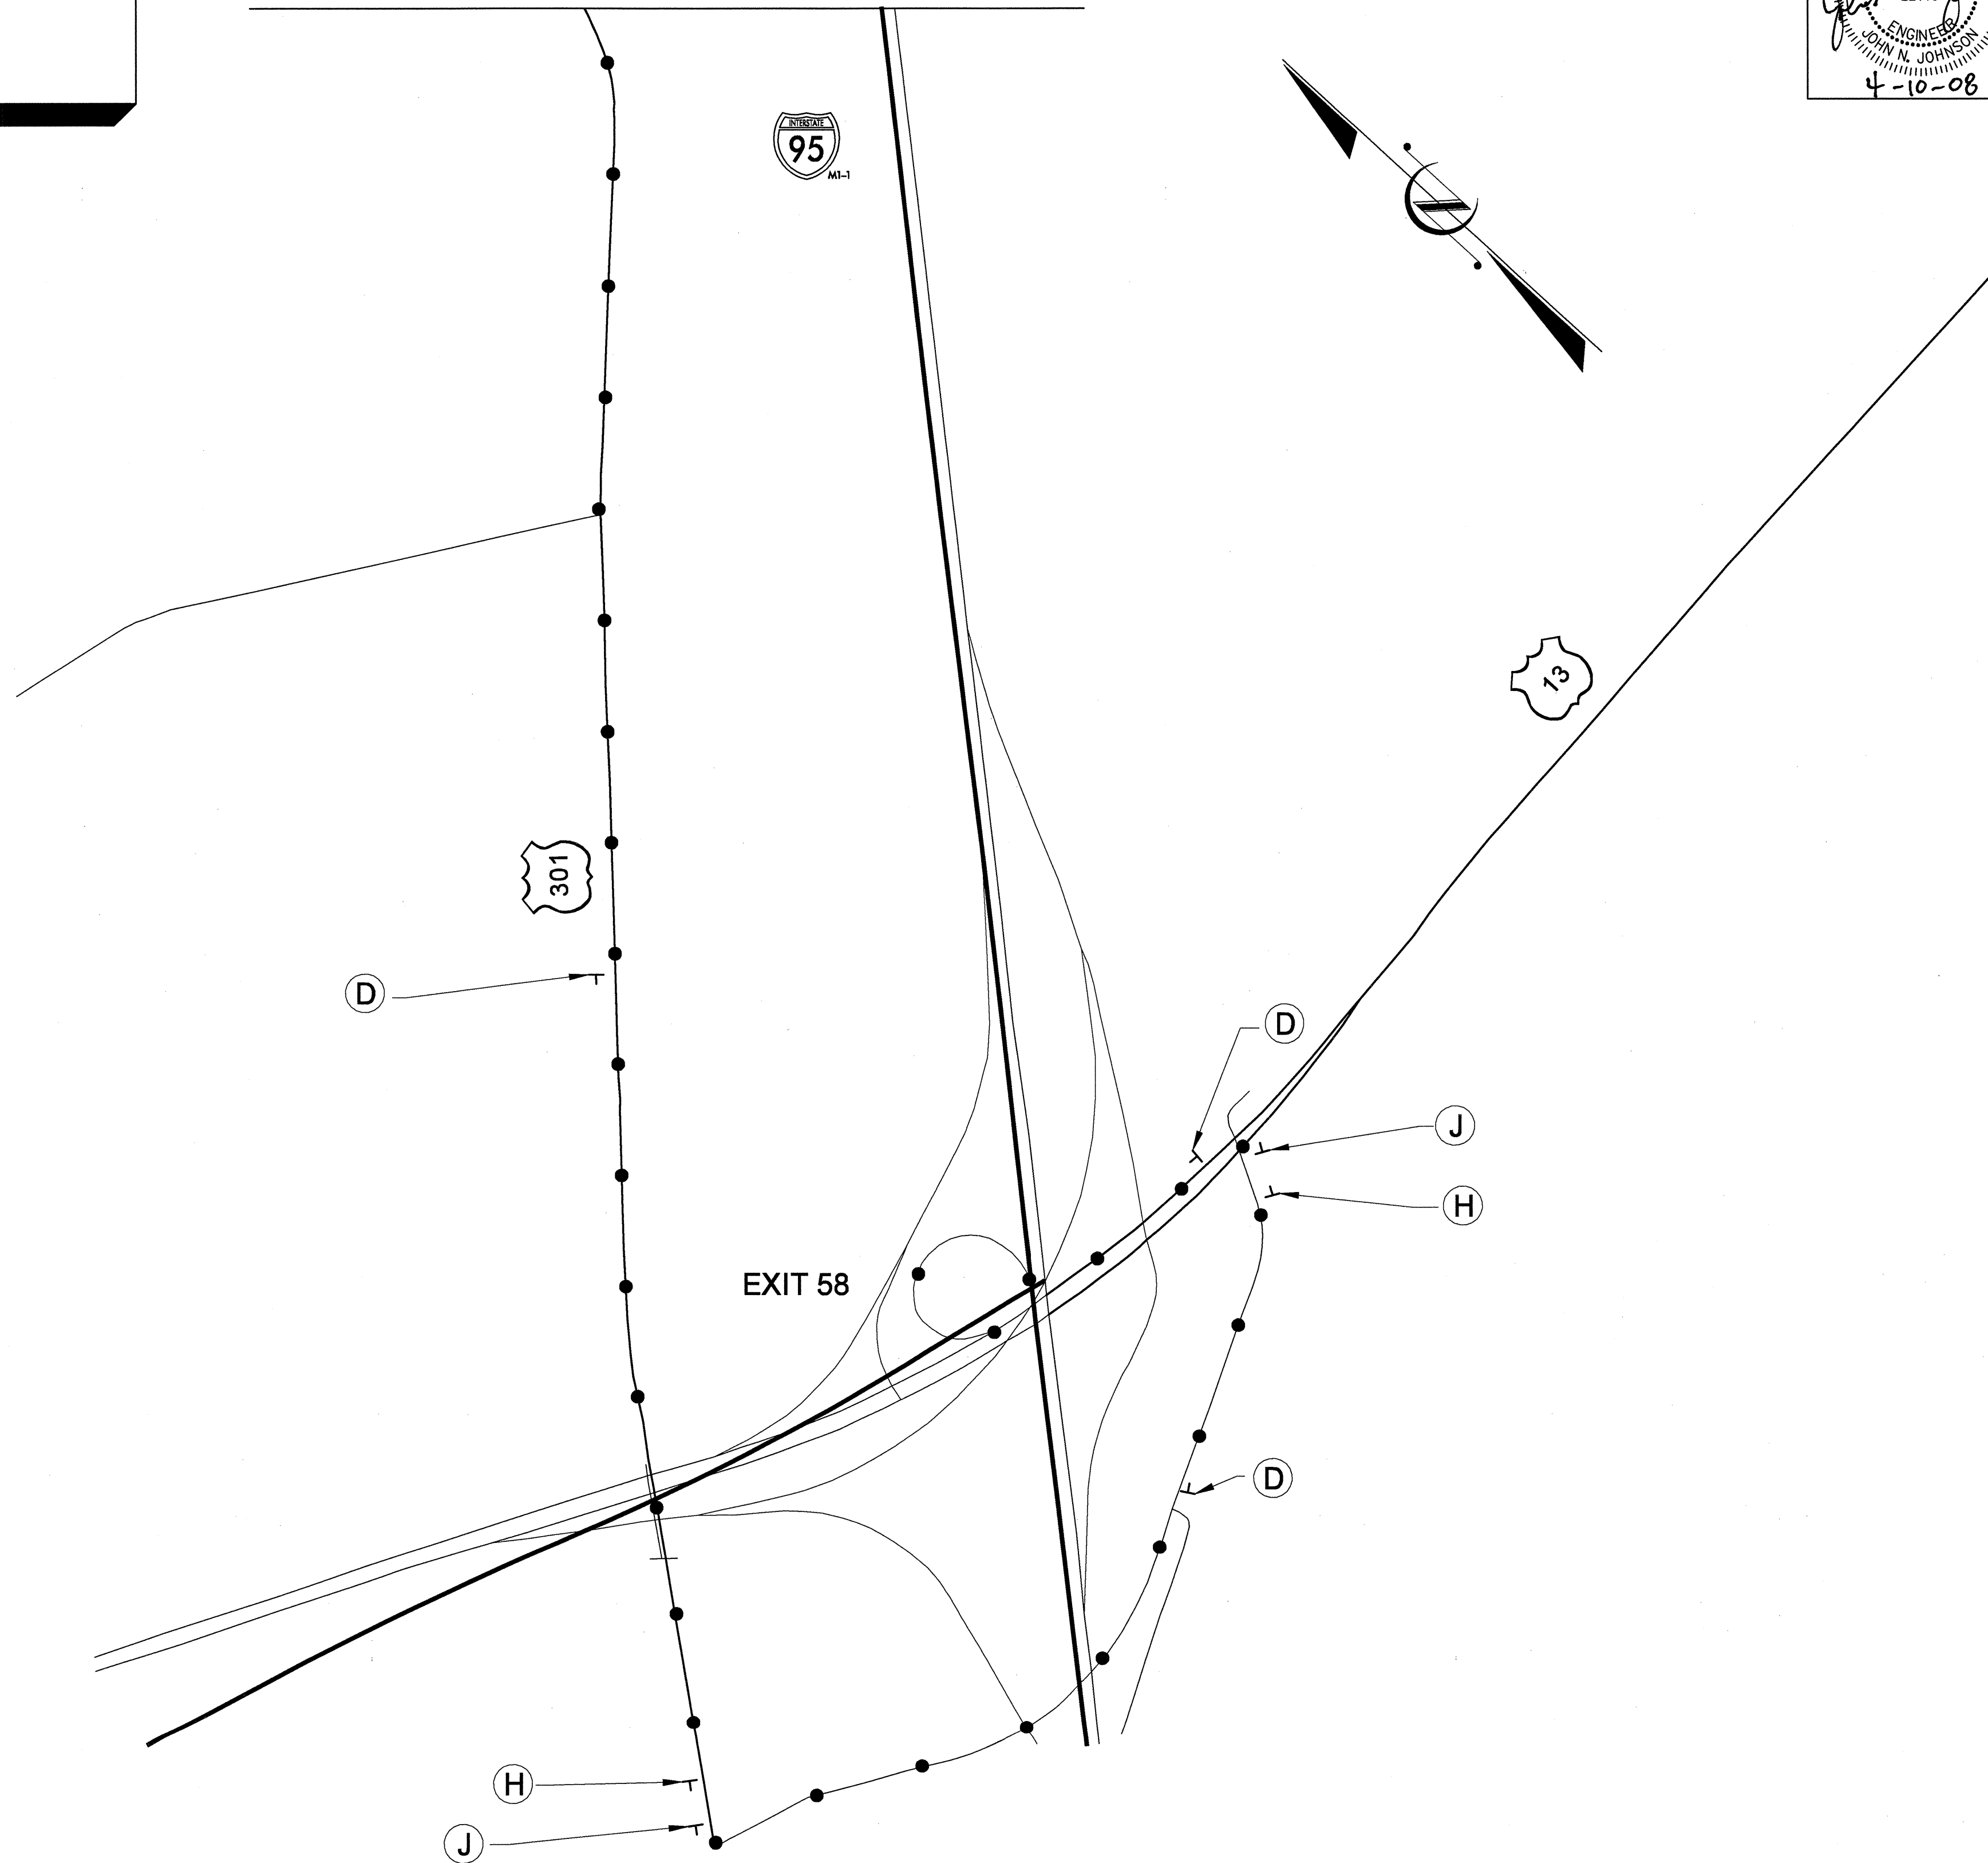 ENGINEER
JOHN N. JOHNSON
4-10-08
INTERSTATE
95
M1-1
13
301
D
D
J
H
EXIT 58
D
H
J